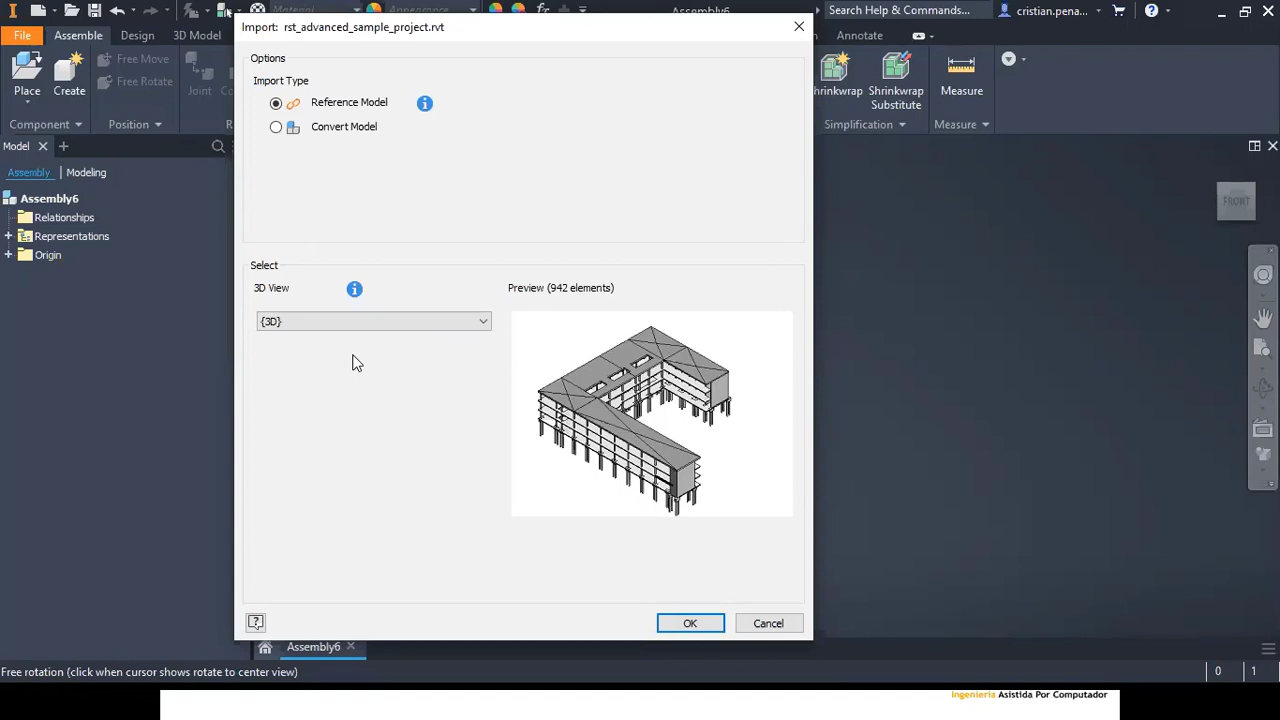 Assembly6
Search Help & Commands...
cristian.pena...
File
Assemble
Design
3D Model
Annotate
Import: rst_advanced_sample_project.rvt
Place
Create
Free Move
Free Rotate
Joint
Shrinkwrap
Shrinkwrap
Substitute
Measure
Component
Position
Simplification
Measure
Model
Assembly
Modeling
Assembly6
Relationships
Representations
Origin
Options
Import Type
Reference Model
Convert Model
Select
3D View
{3D}
Preview (942 elements)
FRONT
OK
Cancel
Assembly6
Free rotation (click when cursor shows rotate to center view)
0
1
Ingeniería Asistida Por Computador